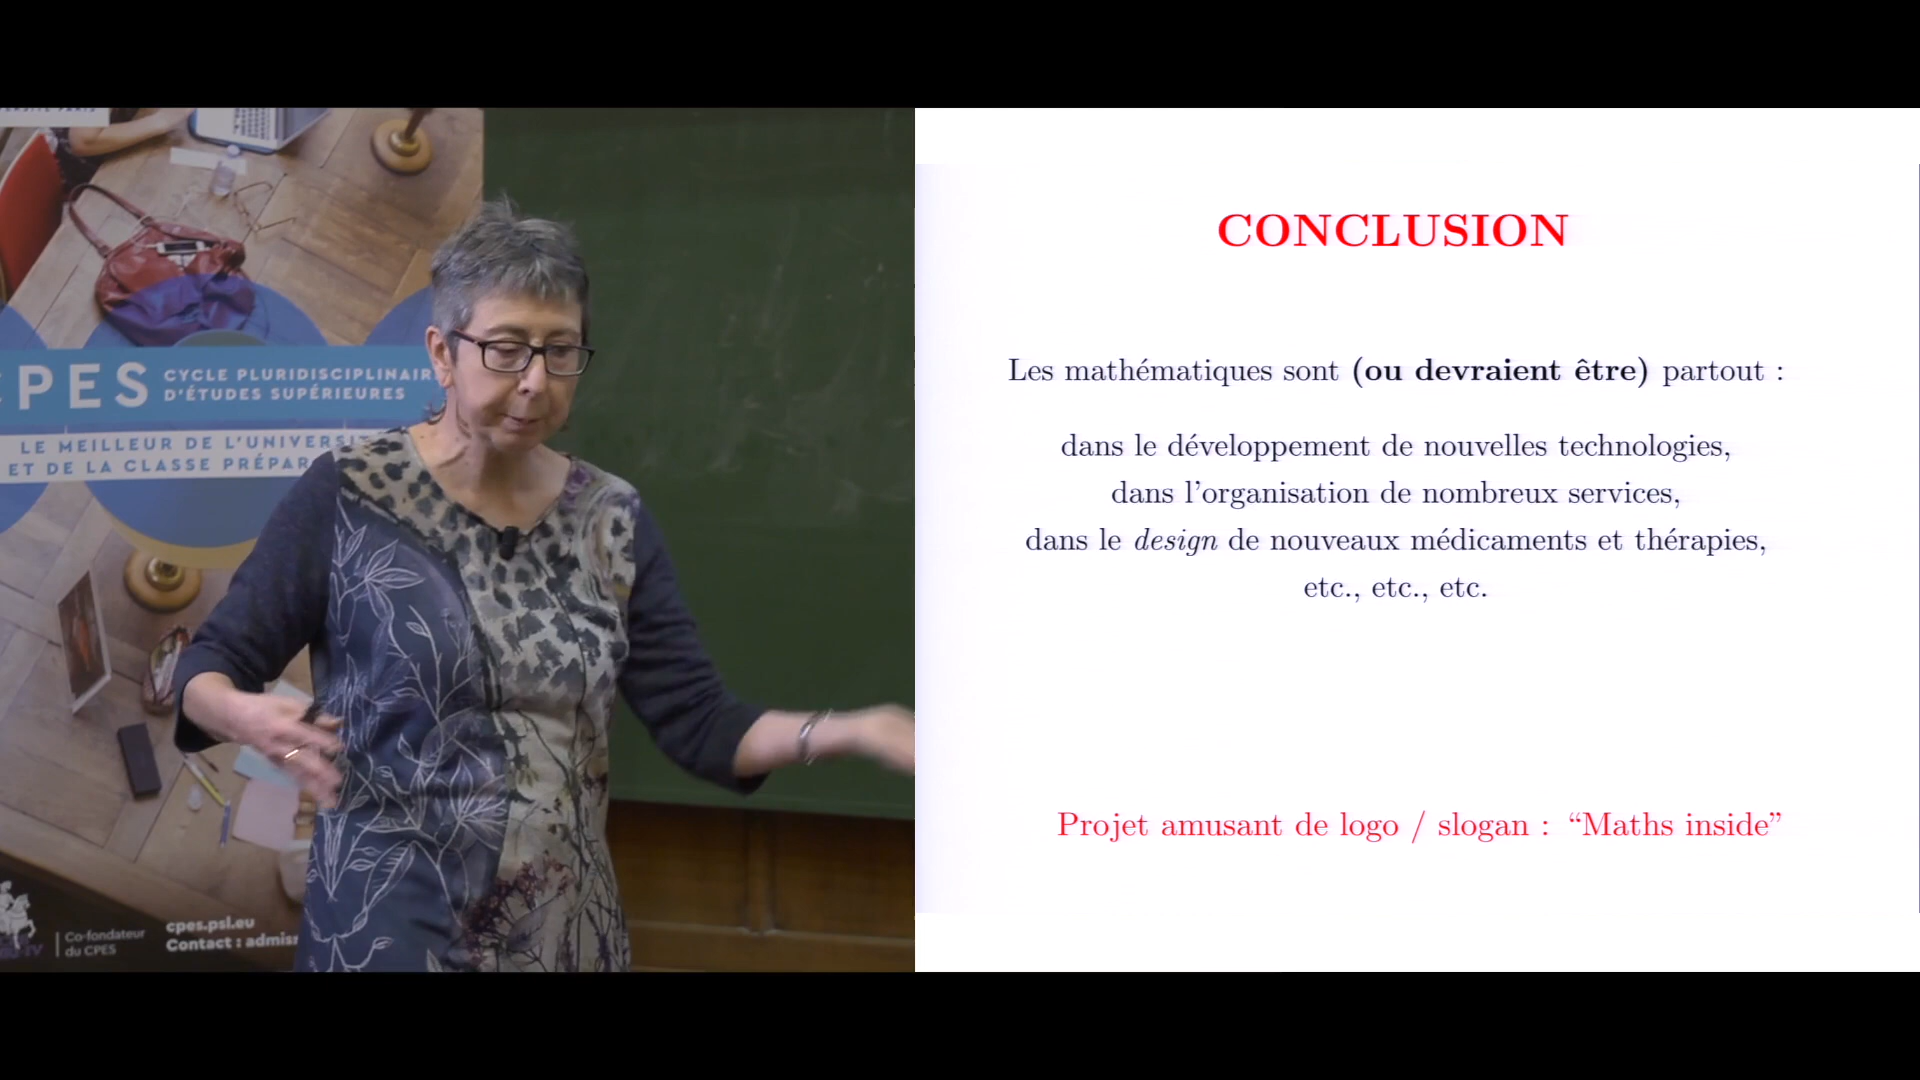 CPES CYCLE PLURIDISCIPLINAIR
D'ÉTUDES SUPÉRIEURES
LE MEILLEUR DE L'UNIVERSIT
ET DE LA CLASSE PRÉPAR
Co-fondateur
du CPES
cpes.psl.eu
Contact : admis
CONCLUSION
Les mathématiques sont (ou devraient être) partout :
dans le développement de nouvelles technologies,
dans l'organisation de nombreux services,
dans le design de nouveaux médicaments et thérapies,
etc., etc., etc.
Projet amusant de logo / slogan : “Maths inside”